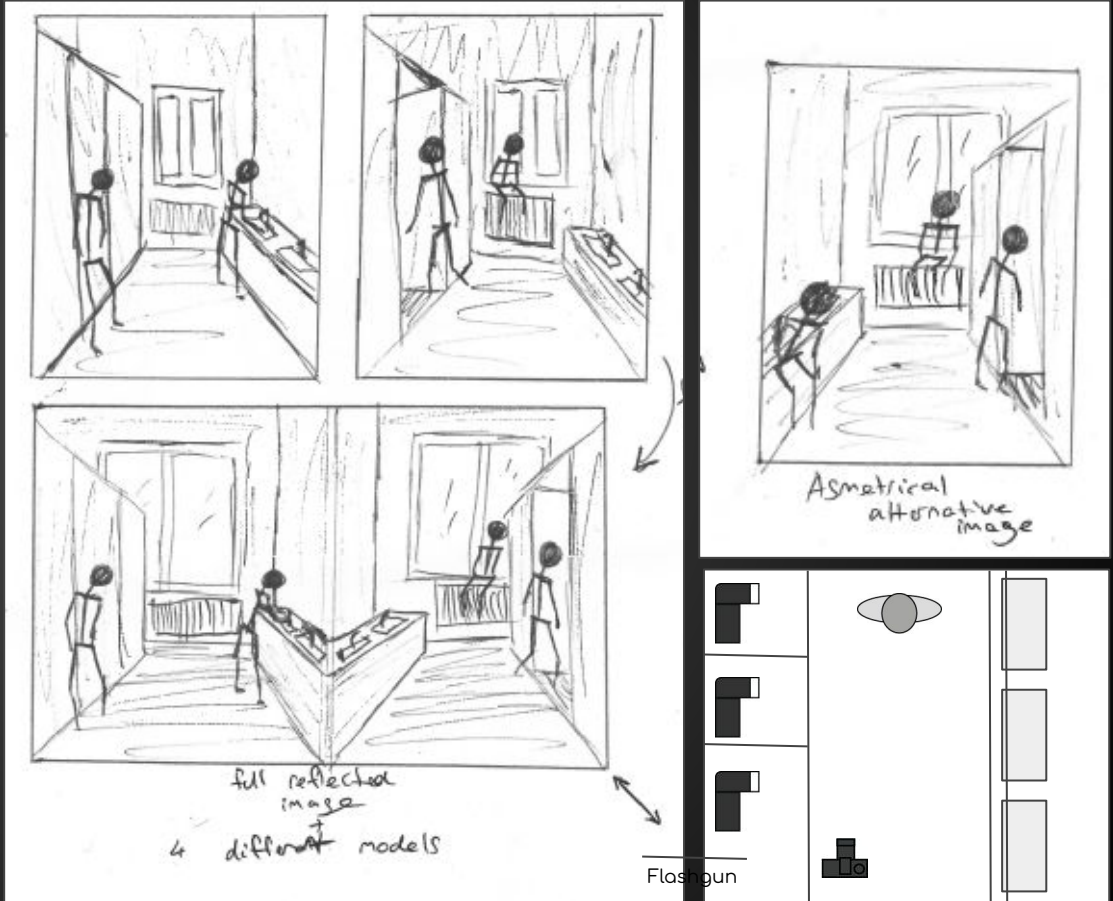 full reflected
image
+
4 different models
Asmetrical
alternative
image
Flashgun